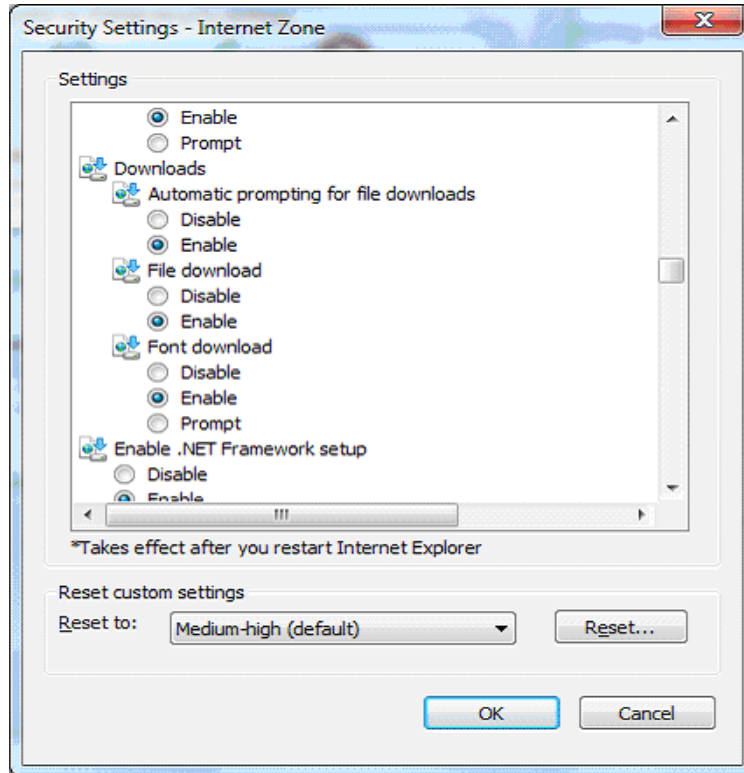 Security Settings - Internet Zone
Settings
Enable
Prompt
Downloads
Automatic prompting for file downloads
Disable
Enable
File download
Disable
Enable
Font download
Disable
Enable
Prompt
Enable .NET Framework setup
Disable
Enable
*Takes effect after you restart Internet Explorer
Reset custom settings
Reset to: Medium-high (default) Reset...
OK Cancel